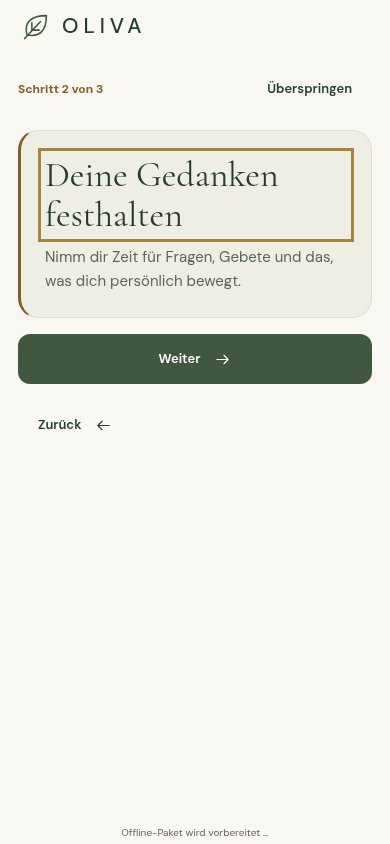 OLIVA
Schritt 2 von 3
Überspringen
Deine Gedanken
festhalten
Nimm dir Zeit für Fragen, Gebete und das,
was dich persönlich bewegt.
Weiter →
Zurück ←
Offline-Paket wird vorbereitet …